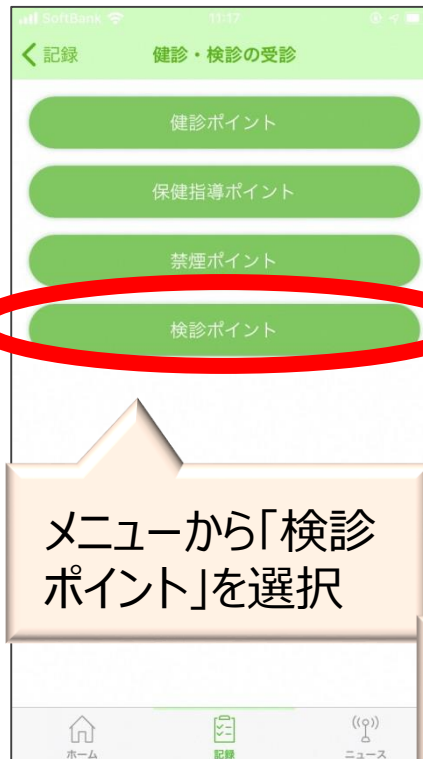 SoftBank 11:17
記録 健診・検診の受診
健診ポイント
保健指導ポイント
禁煙ポイント
検診ポイント
メニューから「検診
ポイント」を選択
ホーム 記録 ニュース